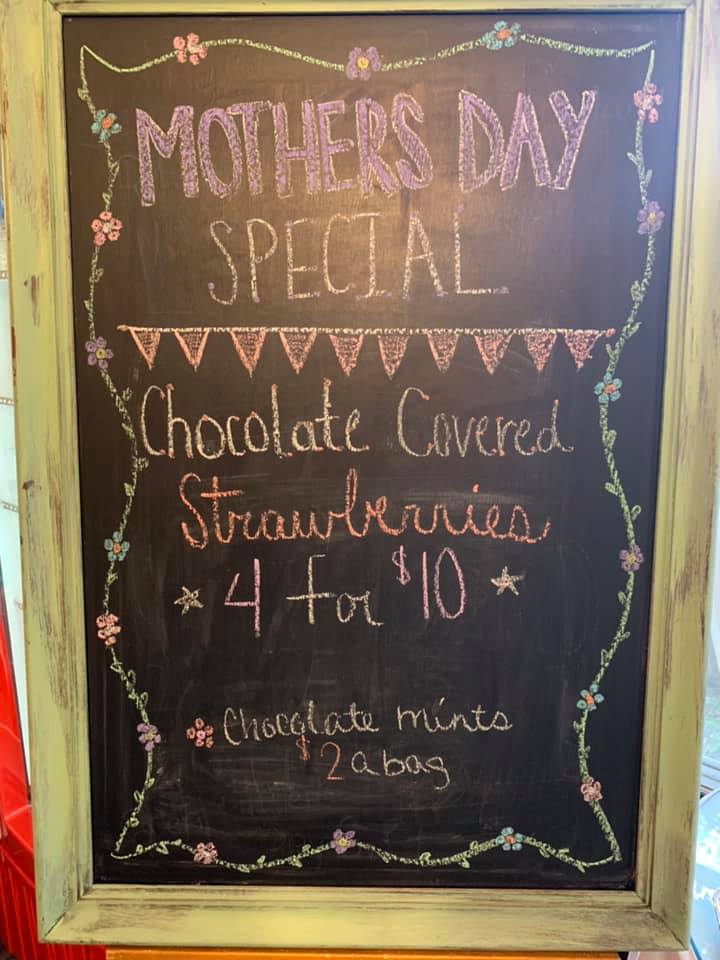 MOTHERS DAY
SPECIAL
Chocolate Covered
Strawberries
4 for $10
Chocolate mints
$2 a bag